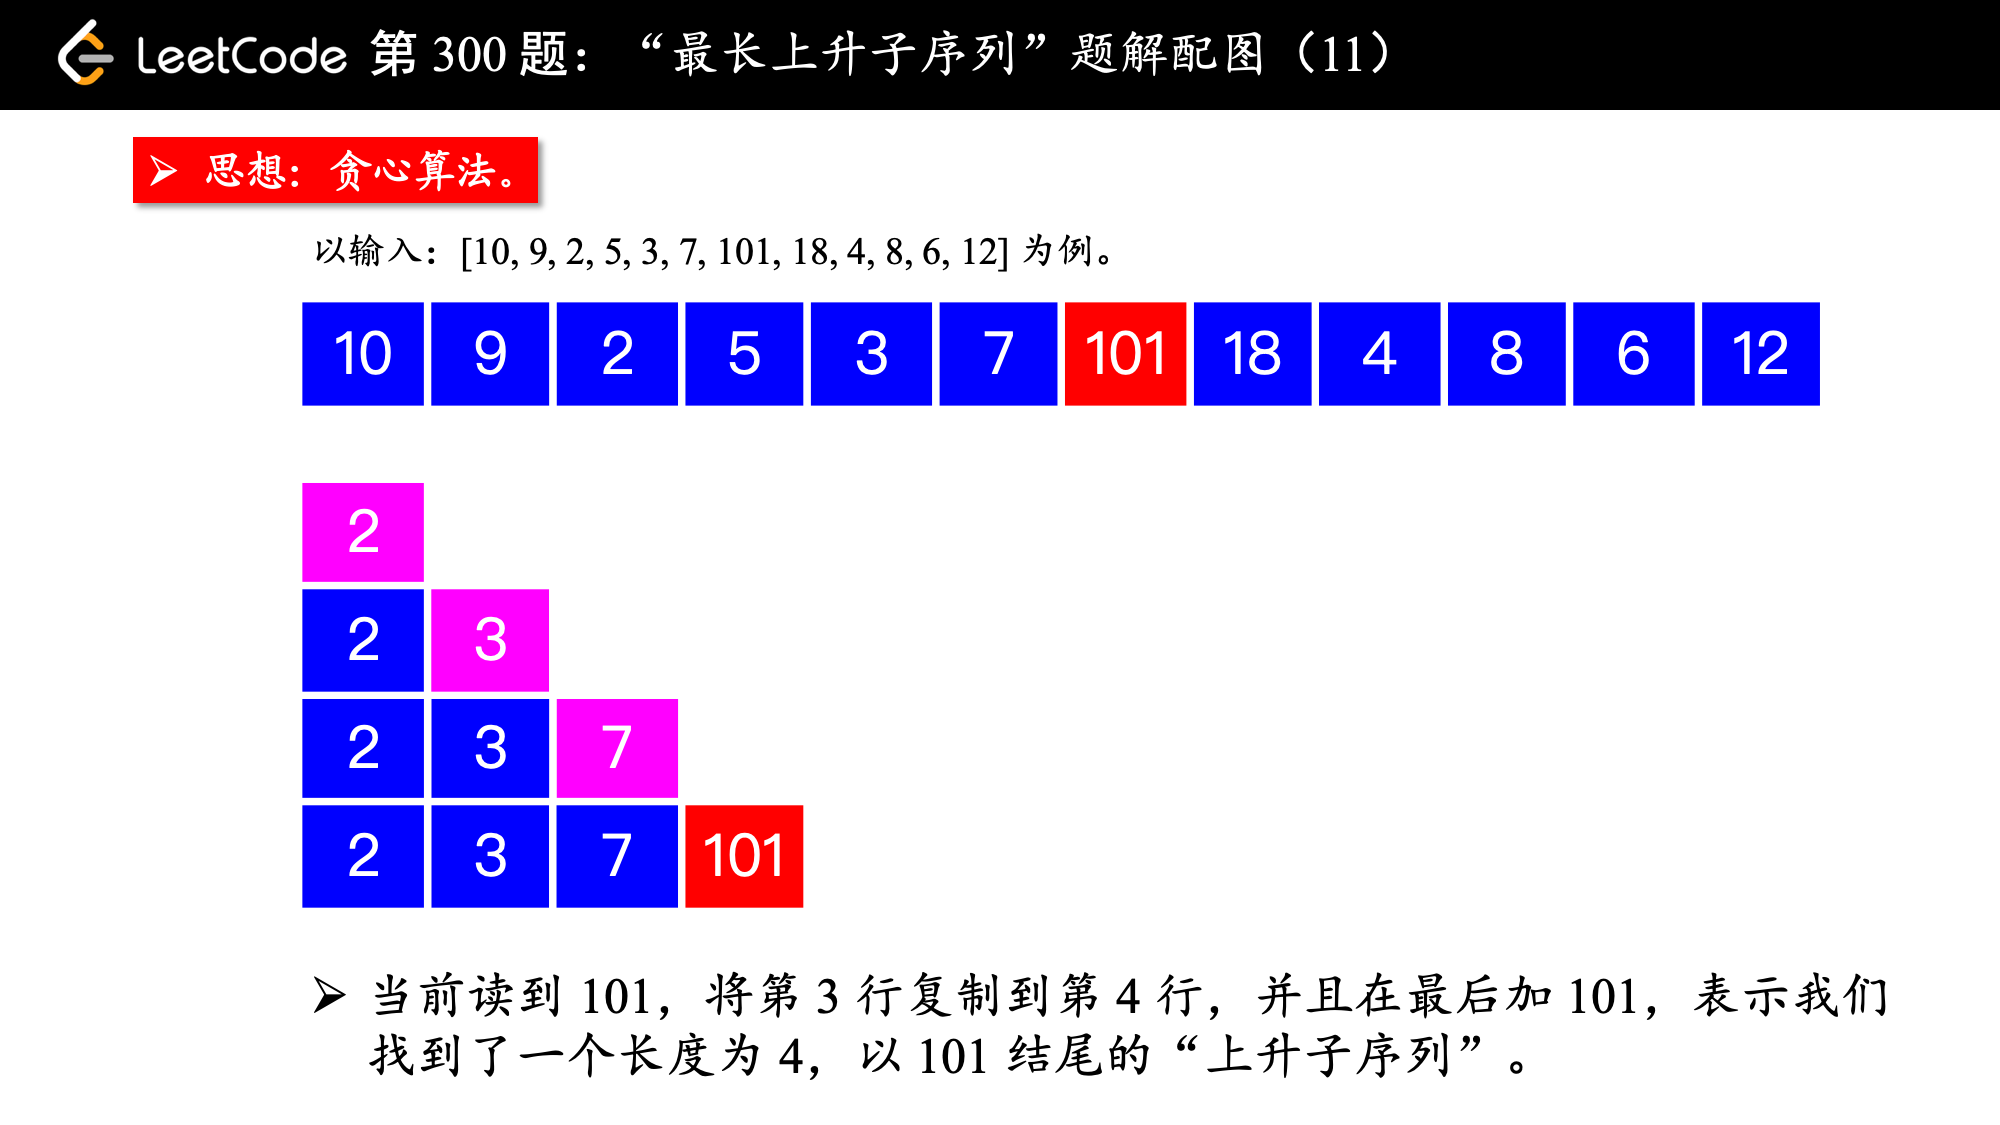 LeetCode 第 300 题：“最长上升子序列”题解配图（11）
➢ 思想：贪心算法。
以输入：[10, 9, 2, 5, 3, 7, 101, 18, 4, 8, 6, 12] 为例。
10 9 2 5 3 7 101 18 4 8 6 12
2
2 3
2 3 7
2 3 7 101
➢ 当前读到 101，将第 3 行复制到第 4 行，并且在最后加 101，表示我们
找到了一个长度为 4，以 101 结尾的“上升子序列”。